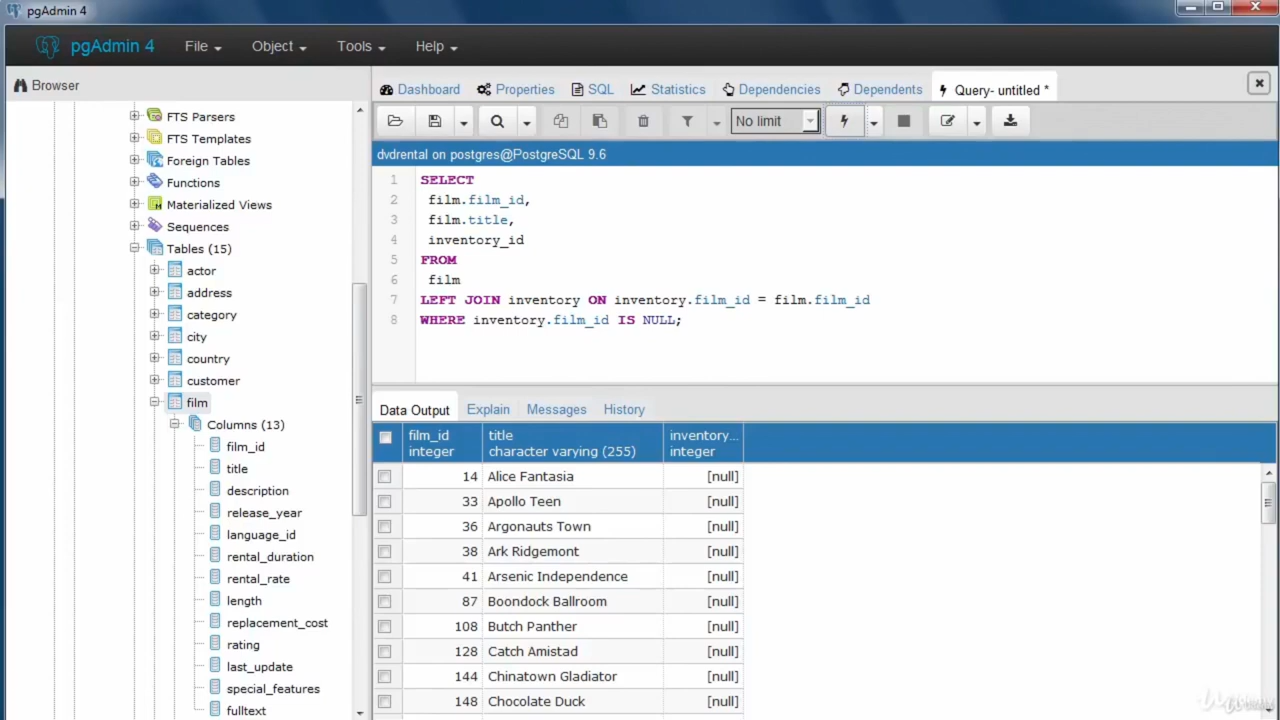 pgAdmin 4
pgAdmin 4 File Object Tools Help
Browser
Dashboard Properties SQL Statistics Dependencies Dependents Query- untitled *
No limit
dvdrental on postgres@PostgreSQL 9.6
FTS Parsers
FTS Templates
Foreign Tables
Functions
Materialized Views
Sequences
Tables (15)
actor
address
category
city
country
customer
film
Columns (13)
film_id
title
description
release_year
language_id
rental_duration
rental_rate
length
replacement_cost
rating
last_update
special_features
fulltext
1 SELECT
2 film.film_id,
3 film.title,
4 inventory_id
5 FROM
6 film
7 LEFT JOIN inventory ON inventory.film_id = film.film_id
8 WHERE inventory.film_id IS NULL;
Data Output Explain Messages History
film_id title inventory...
integer character varying (255) integer
14 Alice Fantasia [null]
33 Apollo Teen [null]
36 Argonauts Town [null]
38 Ark Ridgemont [null]
41 Arsenic Independence [null]
87 Boondock Ballroom [null]
108 Butch Panther [null]
128 Catch Amistad [null]
144 Chinatown Gladiator [null]
148 Chocolate Duck [null]